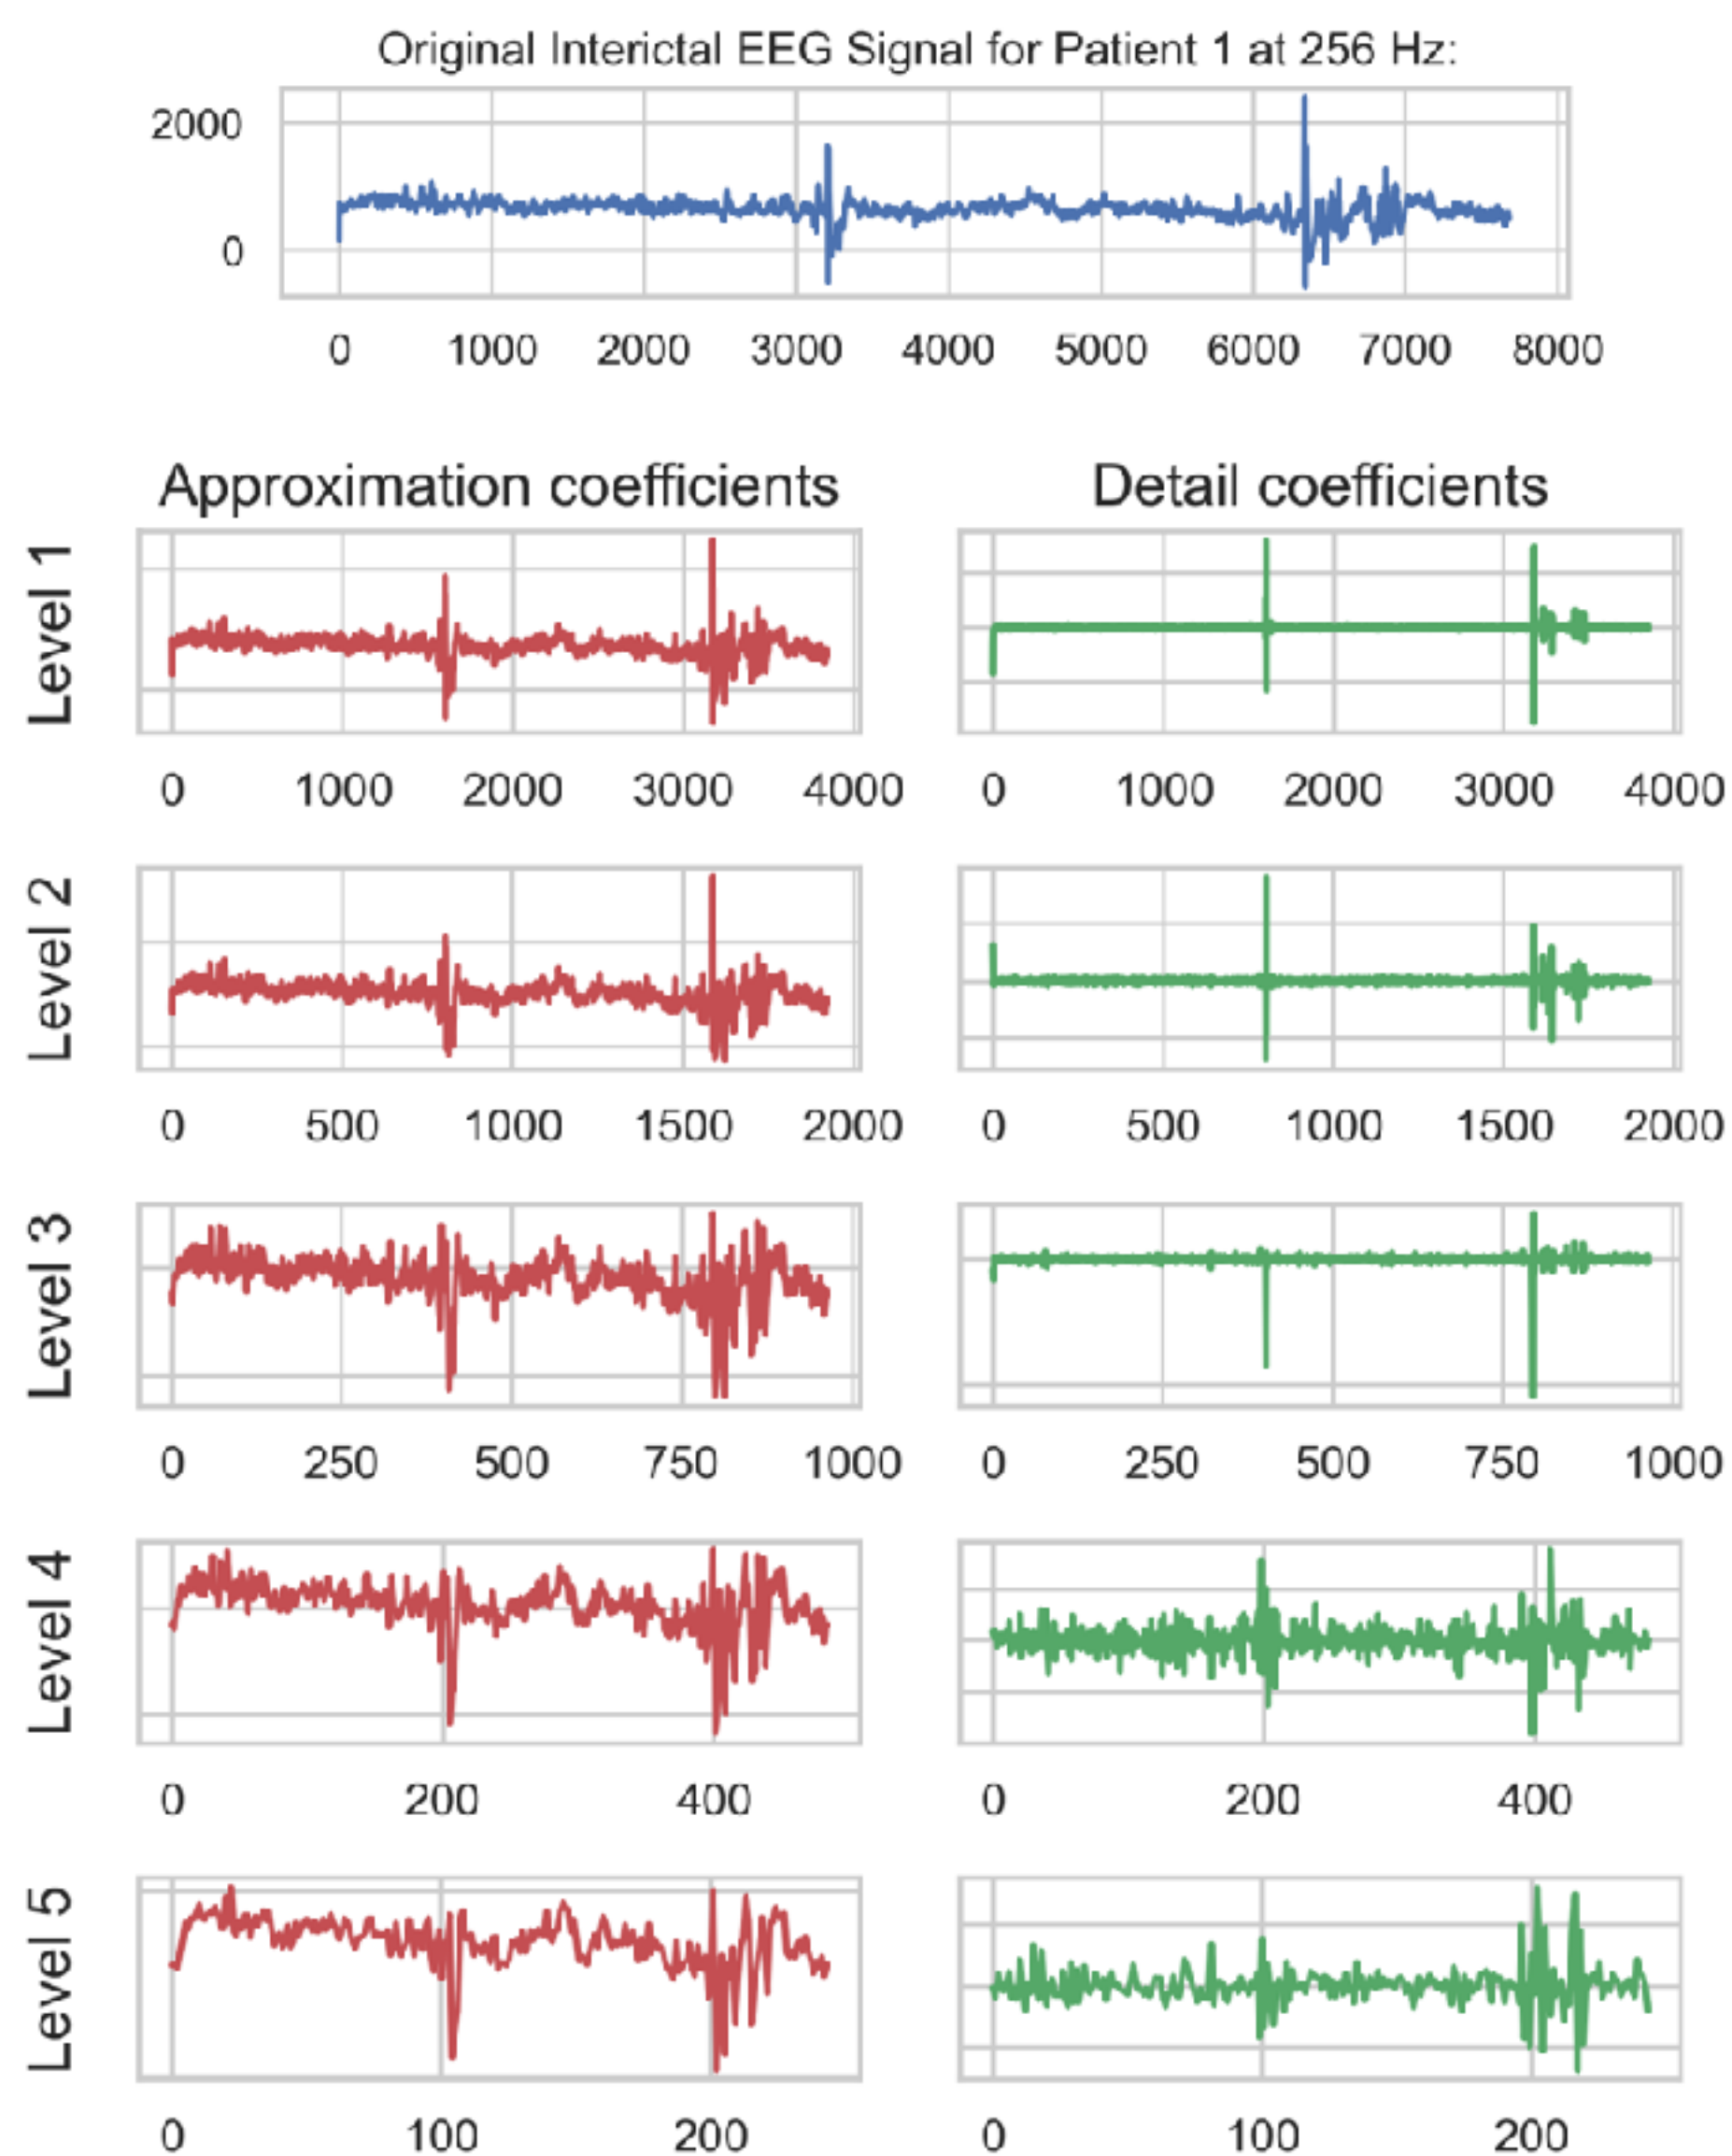 Original Interictal EEG Signal for Patient 1 at 256 Hz:
2000
0
0 1000 2000 3000 4000 5000 6000 7000 8000
Approximation coefficients Detail coefficients
Level 1
0 1000 2000 3000 4000 0 1000 2000 3000 4000
Level 2
0 500 1000 1500 2000 0 500 1000 1500 2000
Level 3
0 250 500 750 1000 0 250 500 750 1000
Level 4
0 200 400 0 200 400
Level 5
0 100 200 0 100 200